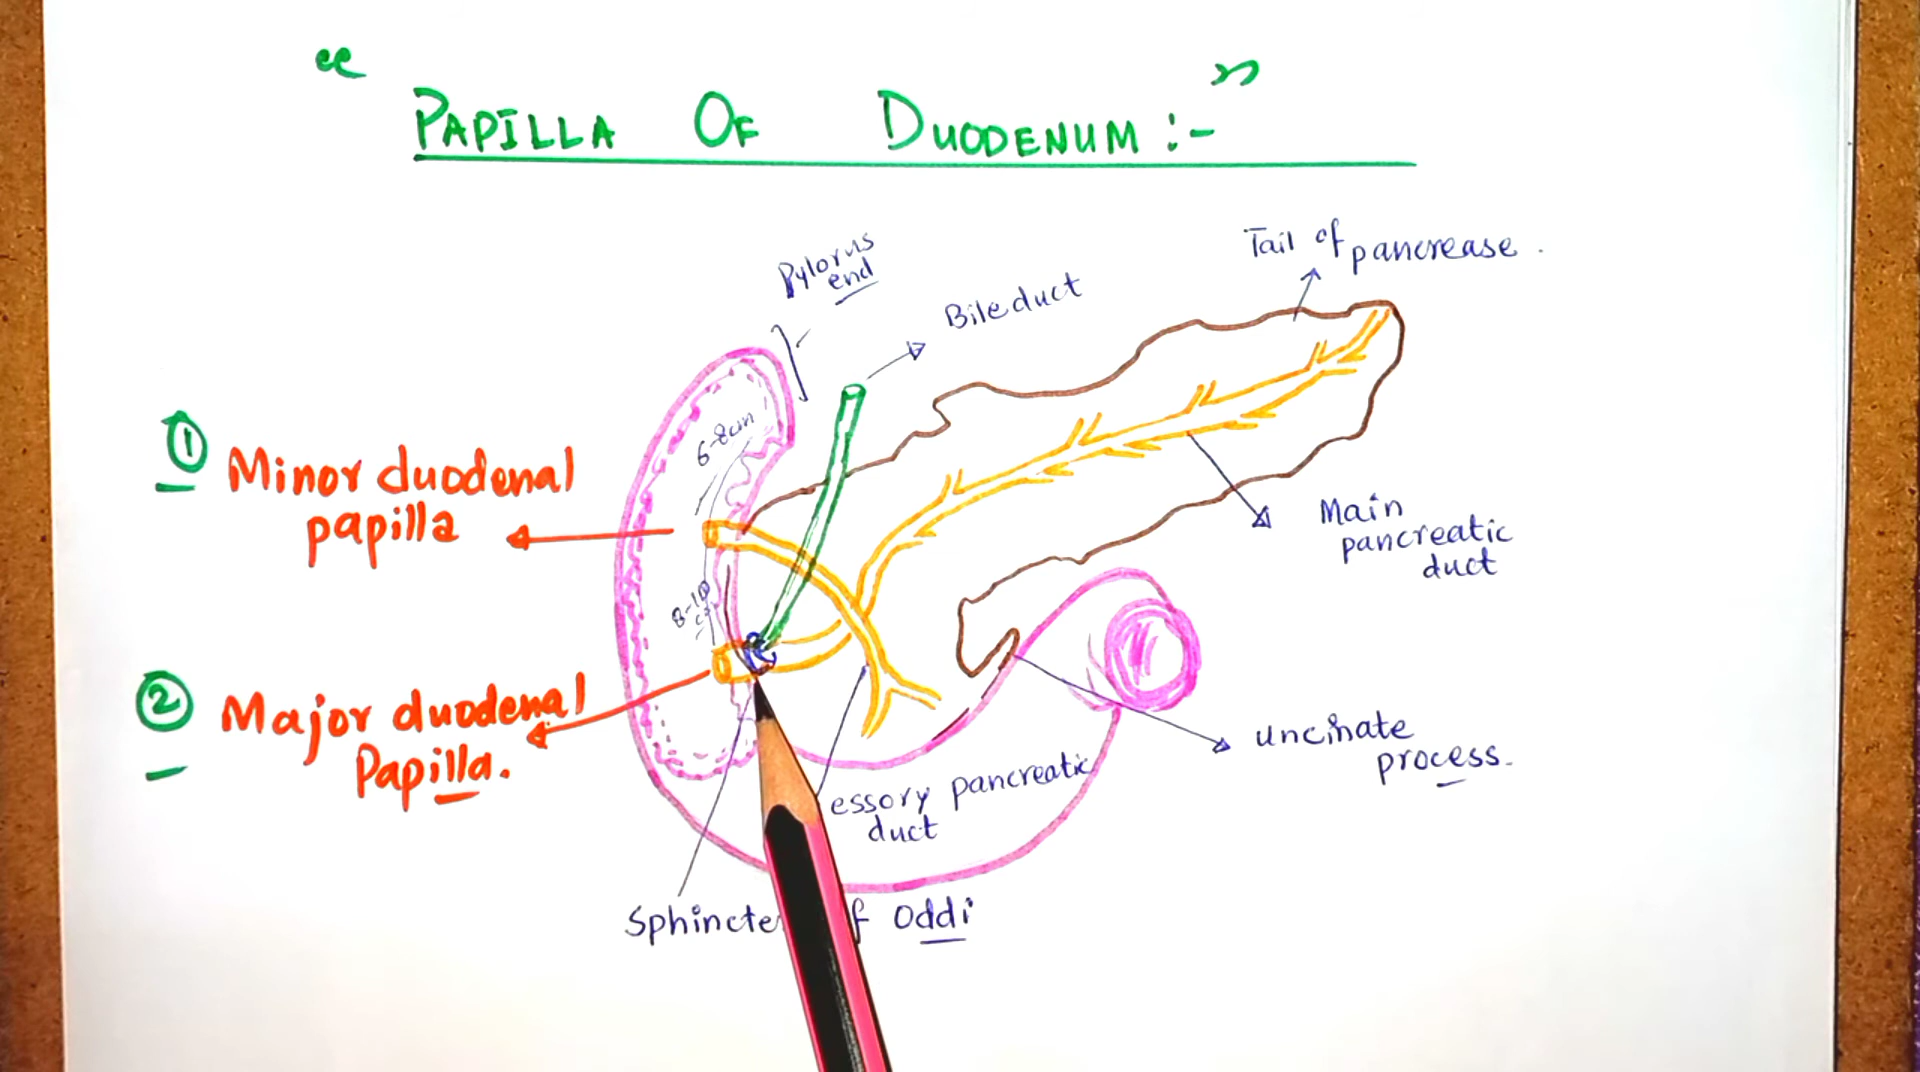 " PAPILLA OF DUODENUM :- "
Pylorus
end
Bile duct
Tail of pancrease .
6-8cm
① Minor duodenal
papilla
Main
pancreatic
duct
8-10
② Major duodenal
Papilla.
uncinate
process.
essory pancreatic
duct
Sphincte f Oddi